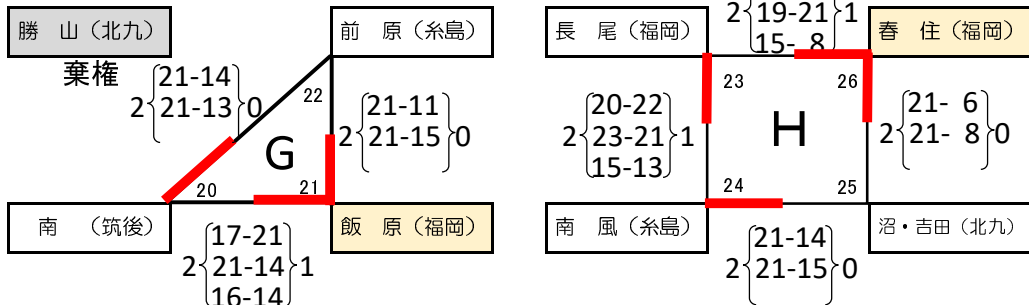 勝 山（北九）
棄権
前 原（糸島）
21-14
2 21-13 0
22
21-11
2 21-15 0
G
20
21
南 （筑後）
飯 原（福岡）
17-21
2 21-14 1
16-14
長 尾（福岡）
2 19-21 1
15- 8
春 住（福岡）
23
26
20-22
2 23-21 1
15-13
H
21- 6
2 21- 8 0
24
25
南 風（糸島）
沼・吉田（北九）
21-14
2 21-15 0